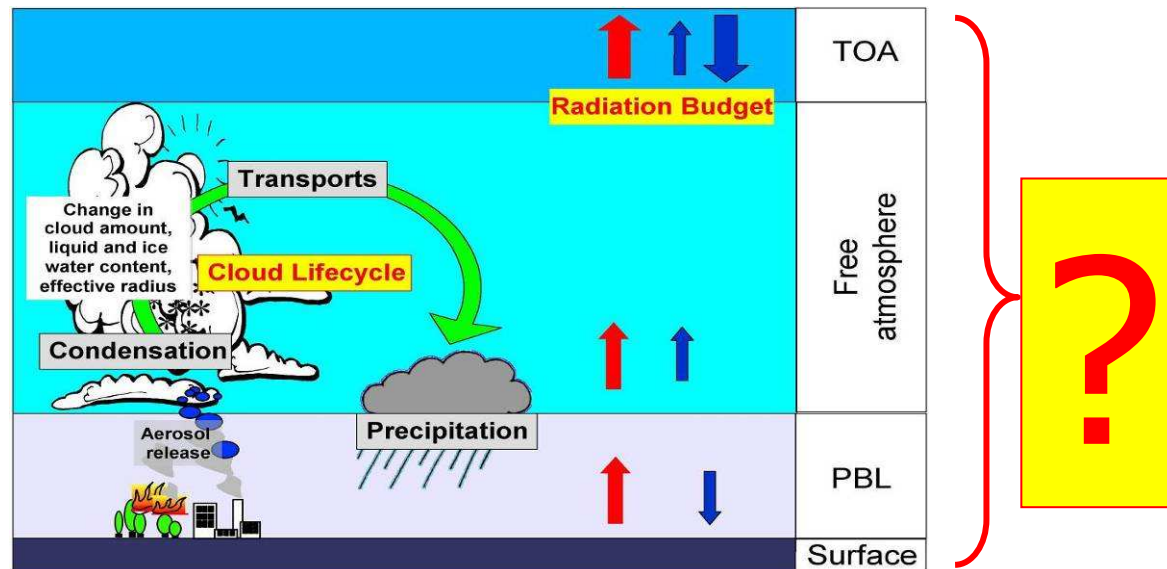 TOA
Radiation Budget
Transports
Change in
cloud amount,
liquid and ice
water content,
effective radius
Cloud Lifecycle
Free
atmosphere
Condensation
Precipitation
Aerosol
release
PBL
Surface
?